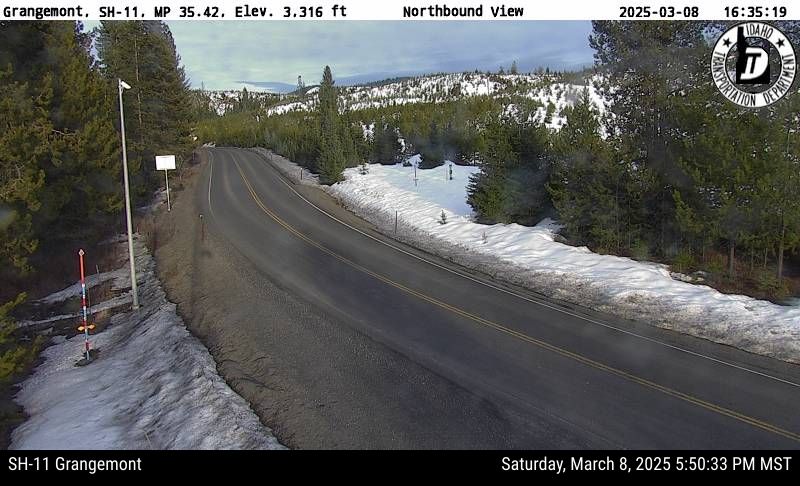 Grangemont, SH-11, MP 35.42, Elev. 3,316 ft Northbound View 2025-03-08 16:35:19
IDAHO
TRANSPORTATION DEPARTMENT
SH-11 Grangemont Saturday, March 8, 2025 5:50:33 PM MST